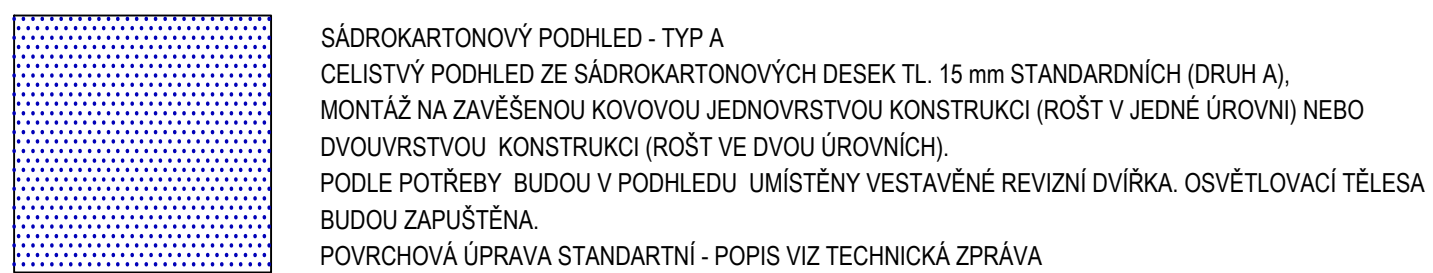 SÁDROKARTONOVÝ PODHLED - TYP A
CELISTVÝ PODHLED ZE SÁDROKARTONOVÝCH DESEK TL. 15 mm STANDARDNÍCH (DRUH A),
MONTÁŽ NA ZAVĚŠENOU KOVOVOU JEDNOVRSTVOU KONSTRUKCI (ROŠT V JEDNÉ ÚROVNI) NEBO
DVOUVRSTVOU KONSTRUKCI (ROŠT VE DVOU ÚROVNÍCH).
PODLE POTŘEBY BUDOU V PODHLEDU UMÍSTĚNY VESTAVĚNÉ REVIZNÍ DVÍŘKA. OSVĚTLOVACÍ TĚLESA
BUDOU ZAPUŠTĚNA.
POVRCHOVÁ ÚPRAVA STANDARTNÍ - POPIS VIZ TECHNICKÁ ZPRÁVA